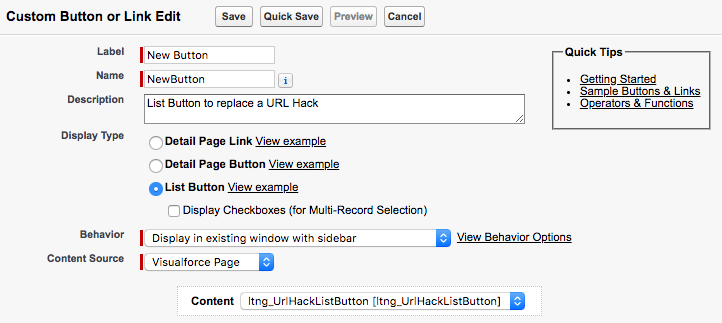 Custom Button or Link Edit
Save
Quick Save
Preview
Cancel
Label
New Button
Name
NewButton
i
Description
List Button to replace a URL Hack
Display Type
Detail Page Link View example
Detail Page Button View example
List Button View example
Display Checkboxes (for Multi-Record Selection)
Behavior
Display in existing window with sidebar
View Behavior Options
Content Source
Visualforce Page
Content
ltng_UrlHackListButton [ltng_UrlHackListButton]
Quick Tips
Getting Started
Sample Buttons & Links
Operators & Functions